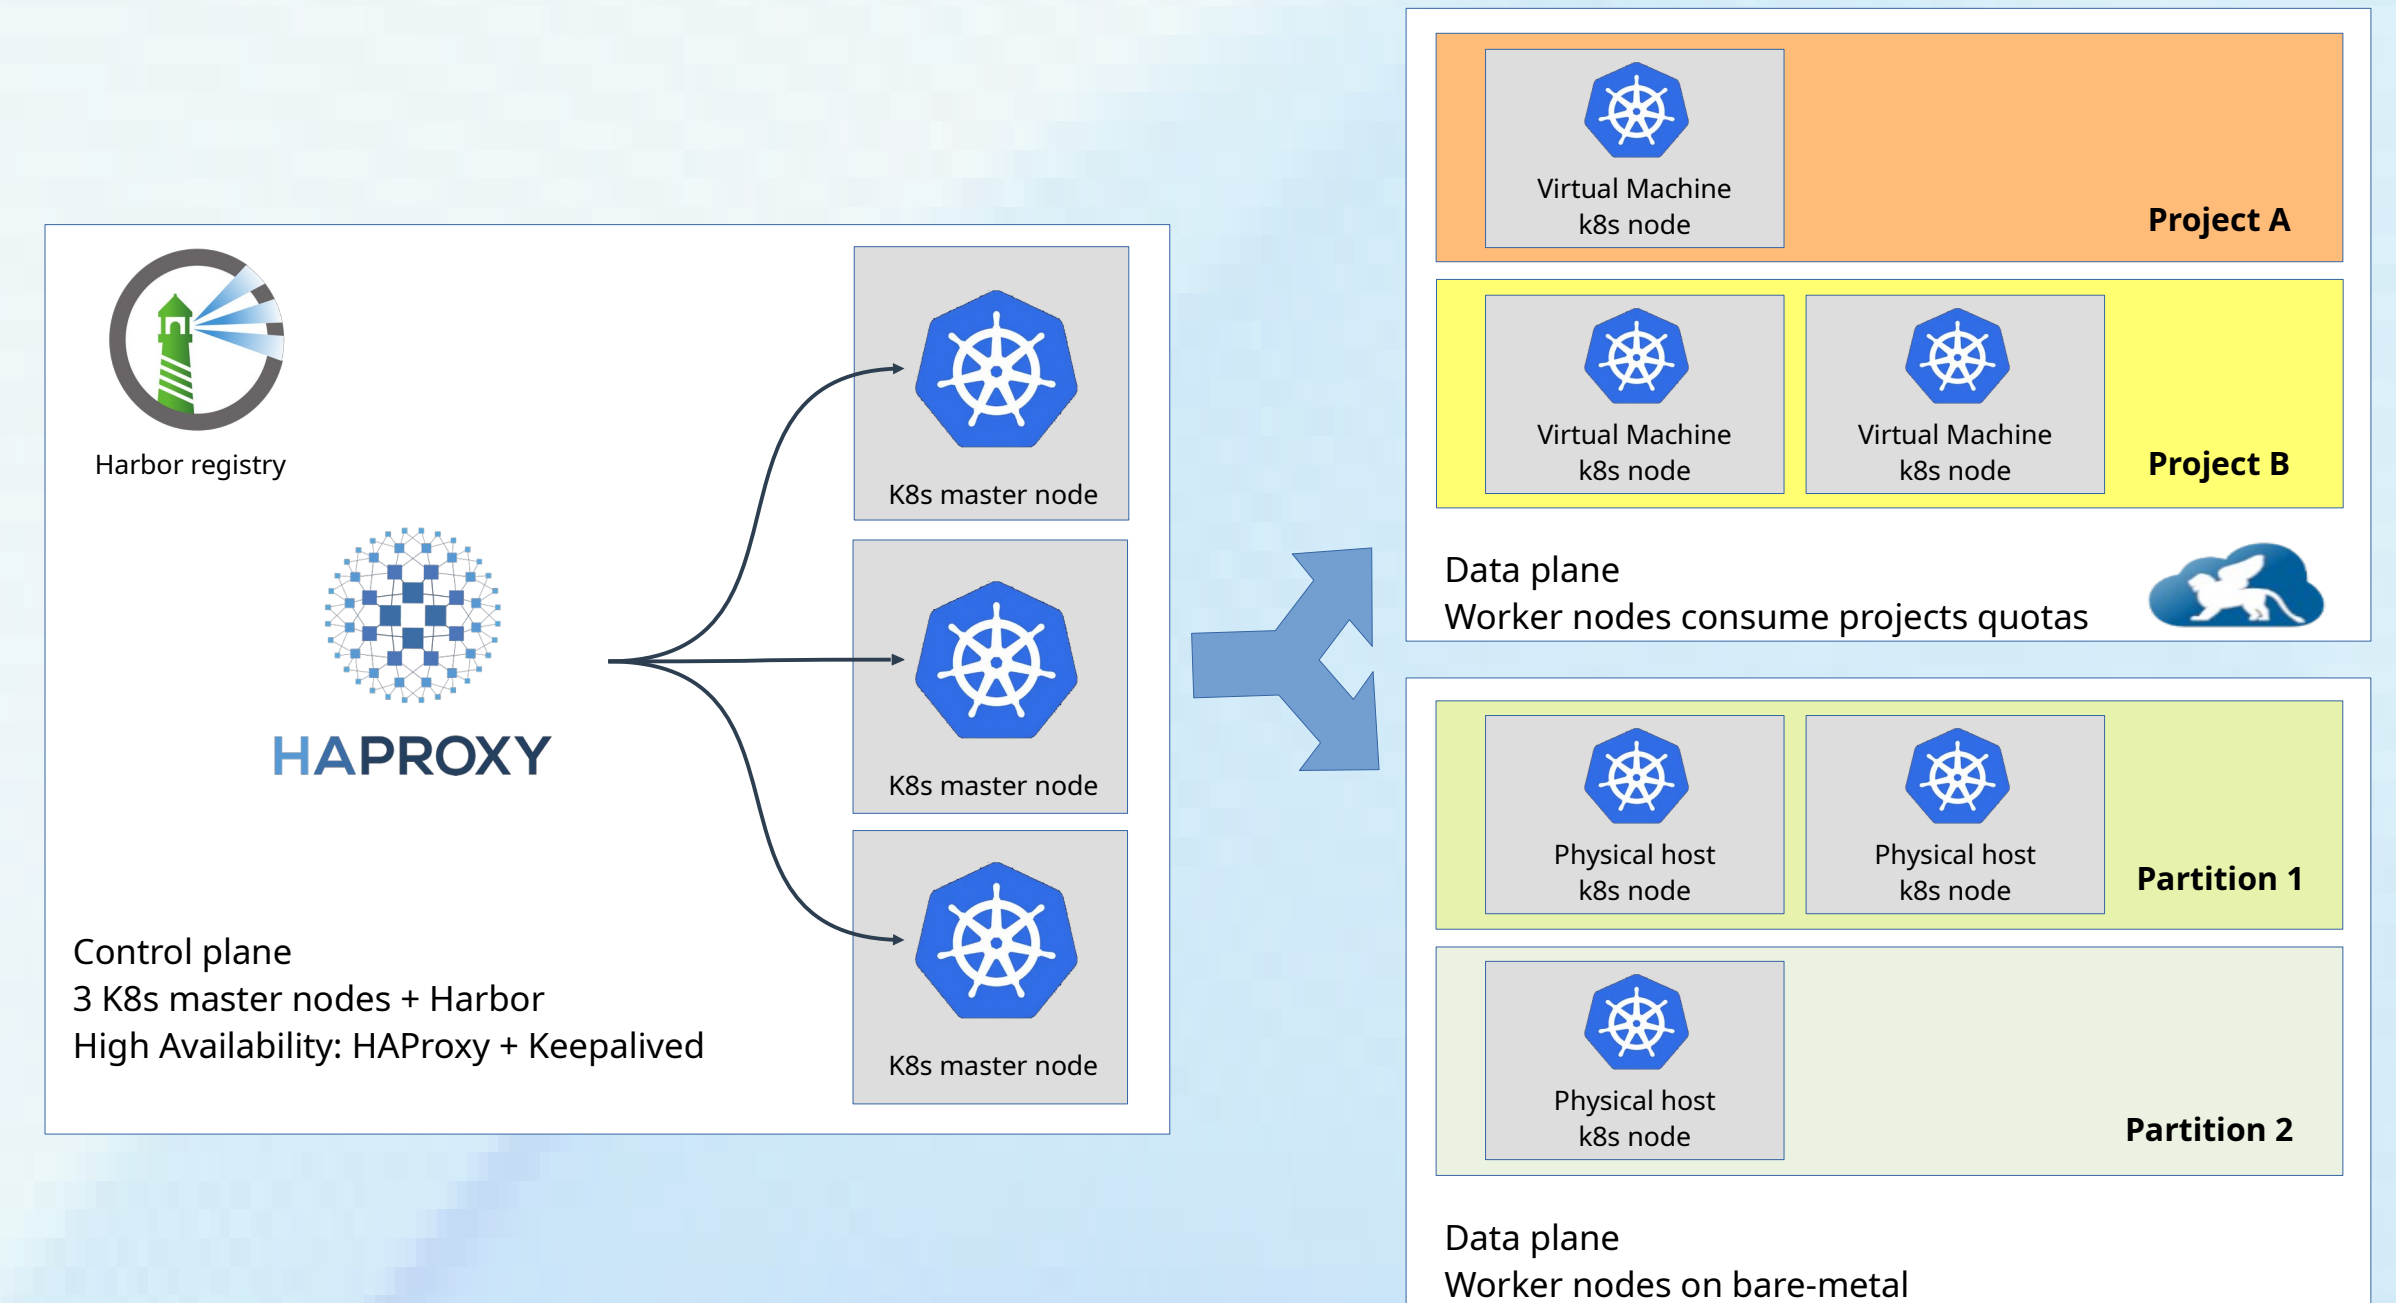 Harbor registry
HAPROXY
Control plane
3 K8s master nodes + Harbor
High Availability: HAProxy + Keepalived
K8s master node
K8s master node
K8s master node
Virtual Machine
k8s node
Project A
Virtual Machine
k8s node
Virtual Machine
k8s node
Project B
Data plane
Worker nodes consume projects quotas
Physical host
k8s node
Physical host
k8s node
Partition 1
Physical host
k8s node
Partition 2
Data plane
Worker nodes on bare-metal